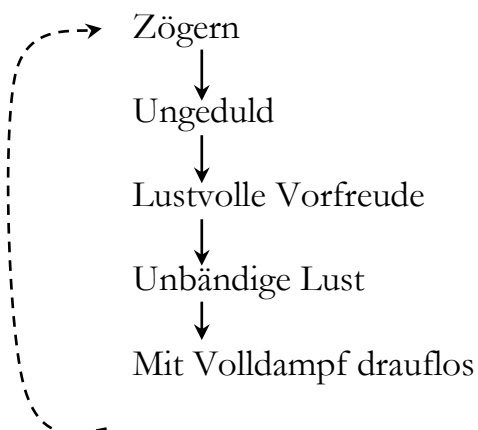 Zögern
Ungeduld
Lustvolle Vorfreude
Unbändige Lust
Mit Volldampf drauflos